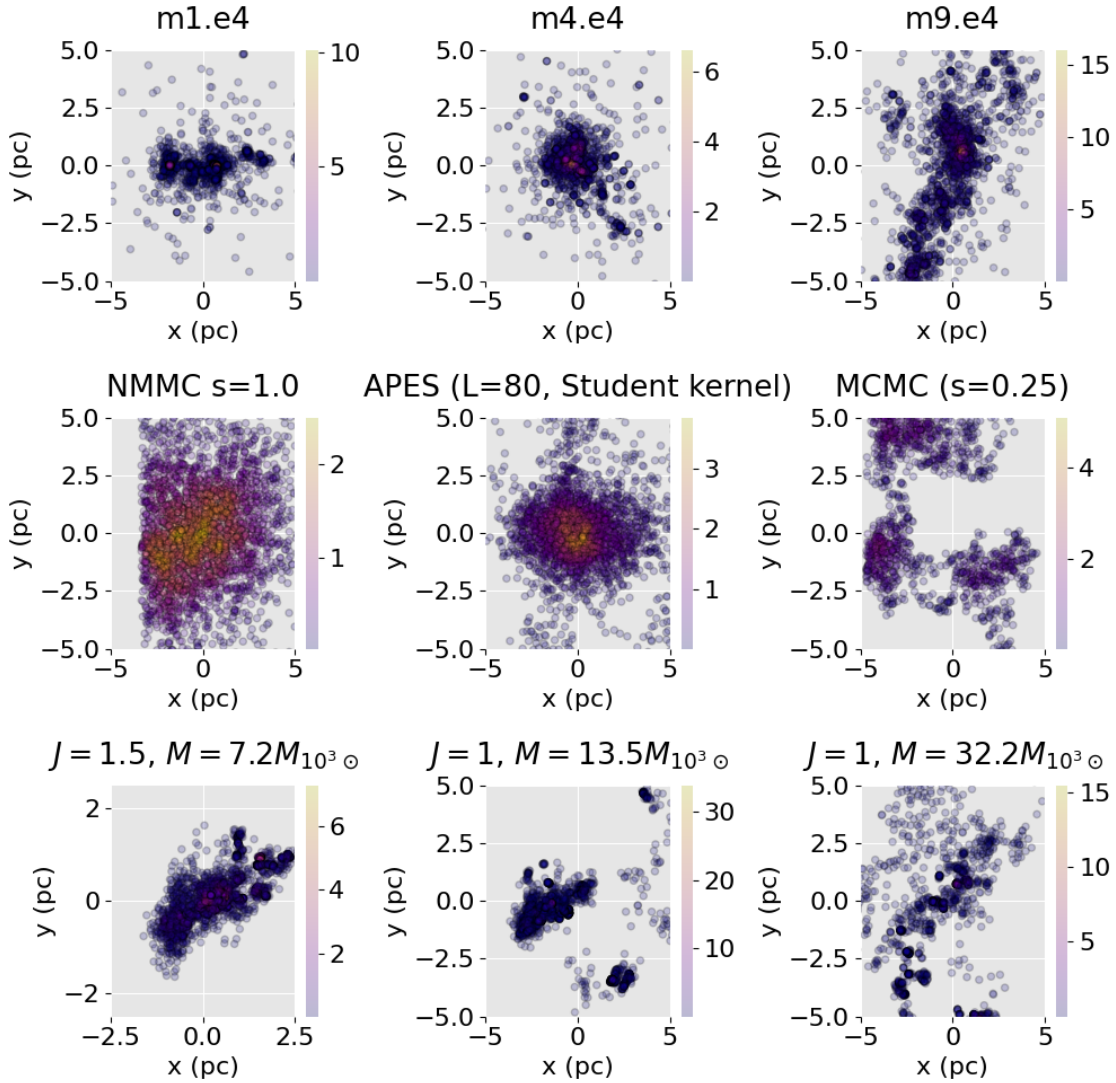 m1.e4 m4.e4 m9.e4
5.0 10 5.0 6 5.0 15
2.5 2.5 2.5
y (pc) 0.0 5 y (pc) 0.0 4 y (pc) 0.0 10
−2.5 −2.5 2 −2.5 5
−5.0 −5.0 −5.0
−5 0 5 −5 0 5 −5 0 5
x (pc) x (pc) x (pc)
NMMC s=1.0 APES (L=80, Student kernel) MCMC (s=0.25)
5.0 5.0 5.0
2.5 2 2.5 3 2.5 4
y (pc) 0.0 y (pc) 0.0 2 y (pc) 0.0
−2.5 1 −2.5 1 −2.5 2
−5.0 −5.0 −5.0
−5 0 5 −5 0 5 −5 0 5
x (pc) x (pc) x (pc)
J = 1.5, M = 7.2M10³⊙ J = 1, M = 13.5M10³⊙ J = 1, M = 32.2M10³⊙
2 6 5.0 30 5.0 15
2.5 20 2.5 10
y (pc) 0 4 y (pc) 0.0 y (pc) 0.0
−2 2 −2.5 10 −2.5 5
−5.0 −5.0
−2.5 0.0 2.5 −5 0 5 −5 0 5
x (pc) x (pc) x (pc)